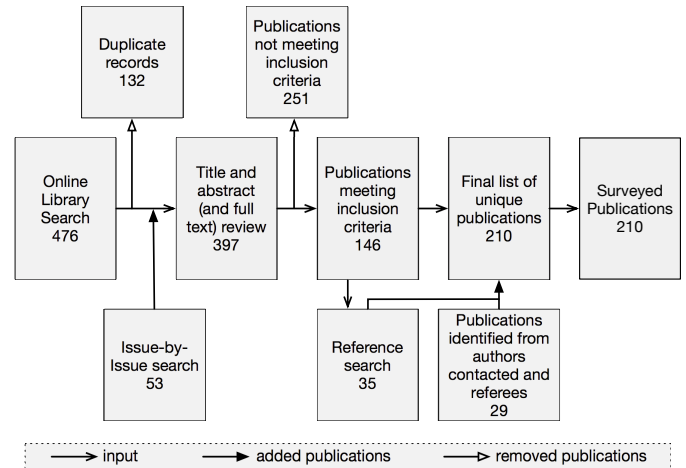 Duplicate
records
132
Publications
not meeting
inclusion
criteria
251
Online
Library
Search
476
Title and
abstract
(and full
text) review
397
Publications
meeting
inclusion
criteria
146
Final list of
unique
publications
210
Surveyed
Publications
210
Issue-by-
Issue search
53
Reference
search
35
Publications
identified from
authors
contacted and
referees
29
input
added publications
removed publications